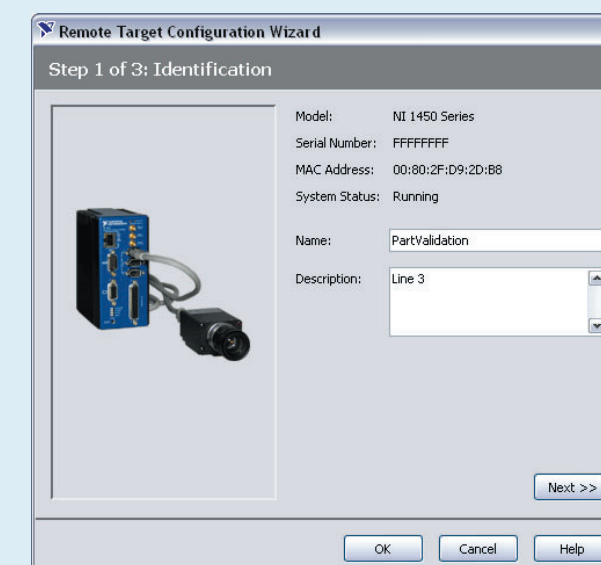 Remote Target Configuration Wizard
Step 1 of 3: Identification
Model: NI 1450 Series
Serial Number: FFFFFFFF
MAC Address: 00:80:2F:D9:2D:B8
System Status: Running
Name: PartValidation
Description: Line 3
Next >>
OK Cancel Help